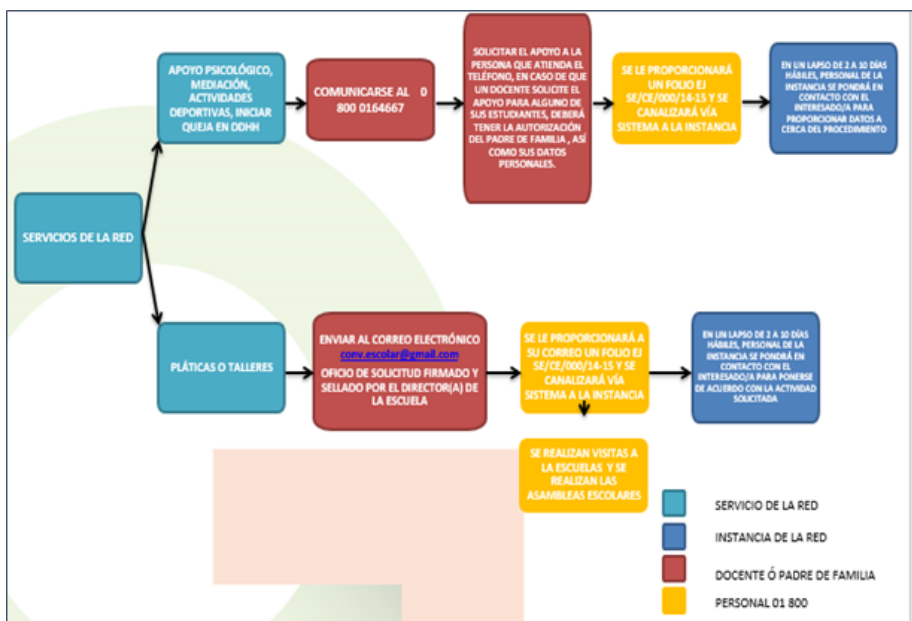 APOYO PSICOLÓGICO,
MEDIACIÓN,
ACTIVIDADES
DEPORTIVAS, INICIAR
QUEJA EN DDHH
COMUNICARSE AL 0
800 0164667
SOLICITAR EL APOYO A LA
PERSONA QUE ATIENDA EL
TELÉFONO, EN CASO DE QUE
UN DOCENTE SOLICITE EL
APOYO PARA ALGUNO DE
SUS ESTUDIANTES, DEBERÁ
TENER LA AUTORIZACIÓN
DEL PADRE DE FAMILIA , ASÍ
COMO SUS DATOS
PERSONALES.
SE LE PROPORCIONARÁ
UN FOLIO EJ
SE/CE/000/14-15 Y SE
CANALIZARÁ VÍA
SISTEMA A LA INSTANCIA
EN UN LAPSO DE 2 A 10 DÍAS
HÁBILES, PERSONAL DE LA
INSTANCIA SE PONDRÁ EN
CONTACTO CON EL
INTERESADO/A PARA
PROPORCIONAR DATOS A
CERCA DEL PROCEDIMIENTO
SERVICIOS DE LA RED
PLÁTICAS O TALLERES
ENVIAR AL CORREO ELECTRÓNICO
conv.escolar@gmail.com
OFICIO DE SOLICITUD FIRMADO Y
SELLADO POR EL DIRECTOR(A) DE
LA ESCUELA
SE LE PROPORCIONARÁ A
SU CORREO UN FOLIO EJ
SE/CE/000/14-15 Y SE
CANALIZARÁ VÍA
SISTEMA A LA INSTANCIA
EN UN LAPSO DE 2 A 10 DÍAS
HÁBILES, PERSONAL DE LA
INSTANCIA SE PONDRÁ EN
CONTACTO CON EL
INTERESADO/A PARA PONERSE
DE ACUERDO CON LA ACTIVIDAD
SOLICITADA
SE REALIZAN VISITAS A
LA ESCUELAS Y SE
REALIZAN LAS
ASAMBLEAS ESCOLARES
SERVICIO DE LA RED
INSTANCIA DE LA RED
DOCENTE Ó PADRE DE FAMILIA
PERSONAL 01 800